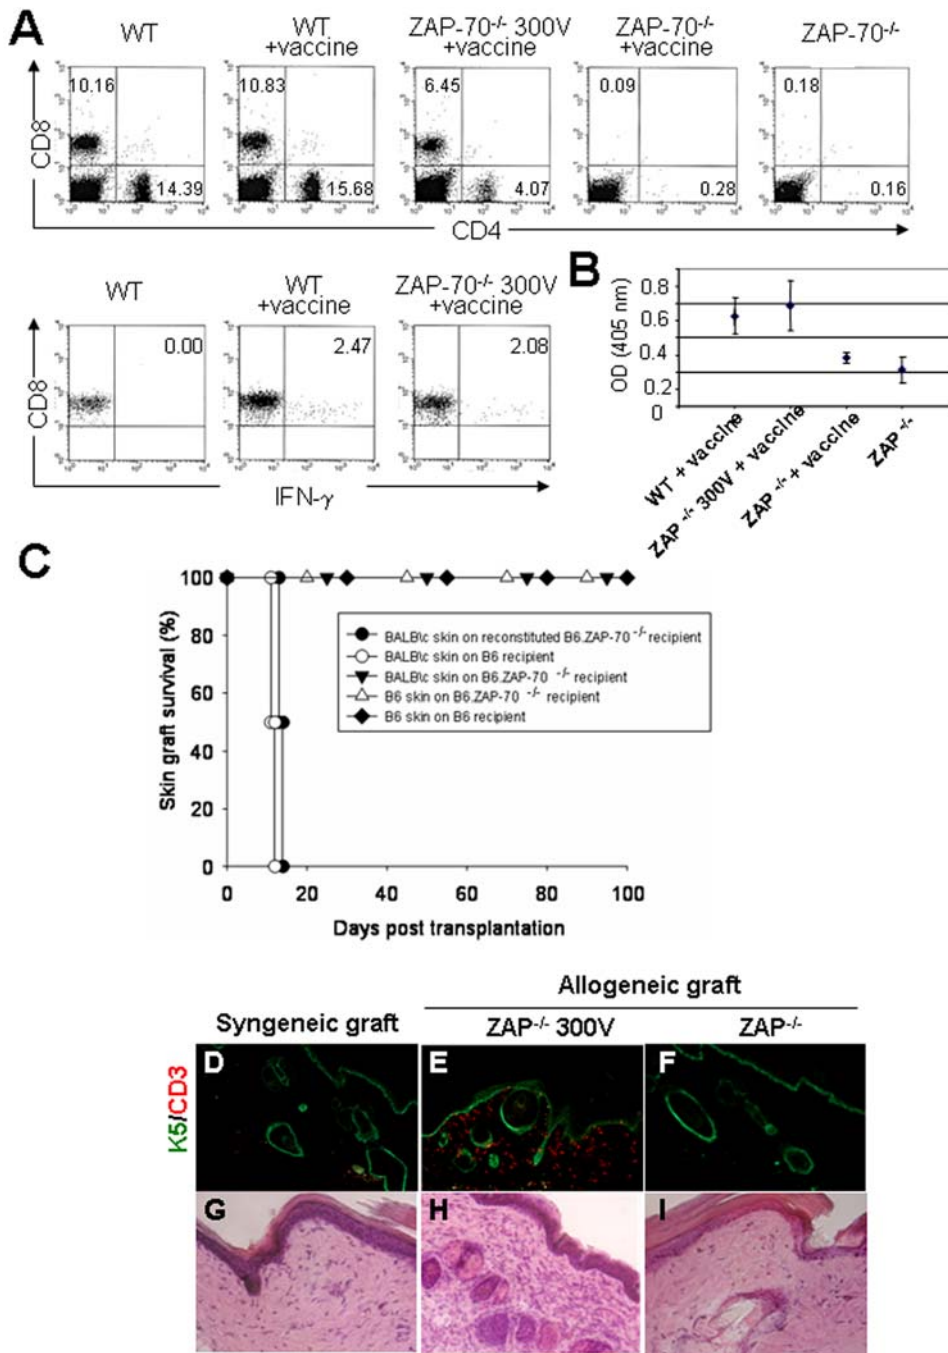 A
WT
WT
+vaccine
ZAP-70-/- 300V
+vaccine
ZAP-70-/-
+vaccine
ZAP-70-/-
CD8
10.16
14.39
10.83
15.68
6.45
4.07
0.09
0.28
0.18
0.16
CD4
WT
WT
+vaccine
ZAP-70-/- 300V
+vaccine
CD8
0.00
2.47
2.08
IFN-γ
B
OD (405 nm)
0.8
0.6
0.4
0.2
0
WT + vaccine
ZAP -/- 300V + vaccine
ZAP -/- + vaccine
ZAP -/-
C
Skin graft survival (%)
100
80
60
40
20
0
BALB\c skin on reconstituted B6.ZAP-70 -/- recipient
BALB\c skin on B6 recipient
BALB\c skin on B6.ZAP-70 -/- recipient
B6 skin on B6.ZAP-70 -/- recipient
B6 skin on B6 recipient
0 20 40 60 80 100
Days post transplantation
Allogeneic graft
Syngeneic graft
ZAP-/- 300V
ZAP-/-
K5/CD3
D
E
F
G
H
I